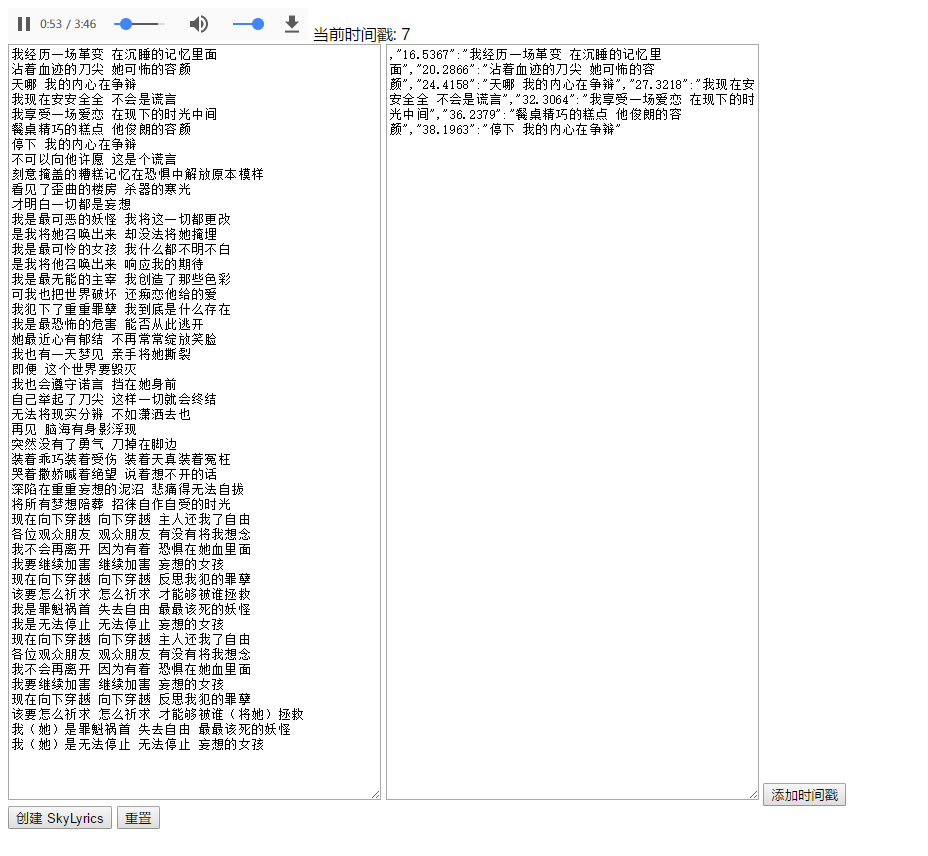 0:53 / 3:46
当前时间戳: 7
我经历一场革变 在沉睡的记忆里面
沾着血迹的刀尖 她可怖的容颜
天哪 我的内心在争辩
我现在安安全全 不会是谎言
我享受一场爱恋 在现下的时光中间
餐桌精巧的糕点 他俊朗的容颜
停下 我的内心在争辩
不可以向他许愿 这是个谎言
刻意掩盖的糟糕记忆在恐惧中解放原本模样
看见了歪曲的楼房 杀器的寒光
才明白一切都是妄想
我是最可恶的妖怪 我将这一切都更改
是我将她召唤出来 却没法将她掩埋
我是最可怜的女孩 我什么都不明不白
是我将他召唤出来 响应我的期待
我是最无能的主宰 我创造了那些色彩
可我也把世界破坏 还痴恋他给的爱
我犯下了重重罪孽 我到底是什么存在
我是最恐怖的危害 能否从此逃开
她最近心有郁结 不再常常绽放笑脸
我也有一天梦见 亲手将她撕裂
即便 这个世界要毁灭
我也会遵守诺言 挡在她身前
自己举起了刀尖 这样一切就会终结
无法将现实分辨 不如潇洒去也
再见 脑海有身影浮现
突然没有了勇气 刀掉在脚边
装着乖巧装着受伤 装着天真装着冤枉
哭着撒娇喊着绝望 说着想不开的话
深陷在重重妄想的泥沼 悲痛得无法自拔
将所有梦想陪葬 招徕自作自受的时光
现在向下穿越 向下穿越 主人还我了自由
各位观众朋友 观众朋友 有没有将我想念
我不会再离开 因为有着 恐惧在她血里面
我要继续加害 继续加害 妄想的女孩
现在向下穿越 向下穿越 反思我犯的罪孽
该要怎么祈求 怎么祈求 才能够被谁拯救
我是罪魁祸首 失去自由 最最该死的妖怪
我是无法停止 无法停止 妄想的女孩
现在向下穿越 向下穿越 主人还我了自由
各位观众朋友 观众朋友 有没有将我想念
我不会再离开 因为有着 恐惧在她血里面
我要继续加害 继续加害 妄想的女孩
现在向下穿越 向下穿越 反思我犯的罪孽
该要怎么祈求 怎么祈求 才能够被谁（将她）拯救
我（她）是罪魁祸首 失去自由 最最该死的妖怪
我（她）是无法停止 无法停止 妄想的女孩
,"16.5367":"我经历一场革变 在沉睡的记忆里
面","20.2866":"沾着血迹的刀尖 她可怖的容
颜","24.4158":"天哪 我的内心在争辩","27.3218":"我现在安
安全全 不会是谎言","32.3064":"我享受一场爱恋 在现下的时
光中间","36.2379":"餐桌精巧的糕点 他俊朗的容
颜","38.1963":"停下 我的内心在争辩"
添加时间戳
创建 SkyLyrics
重置